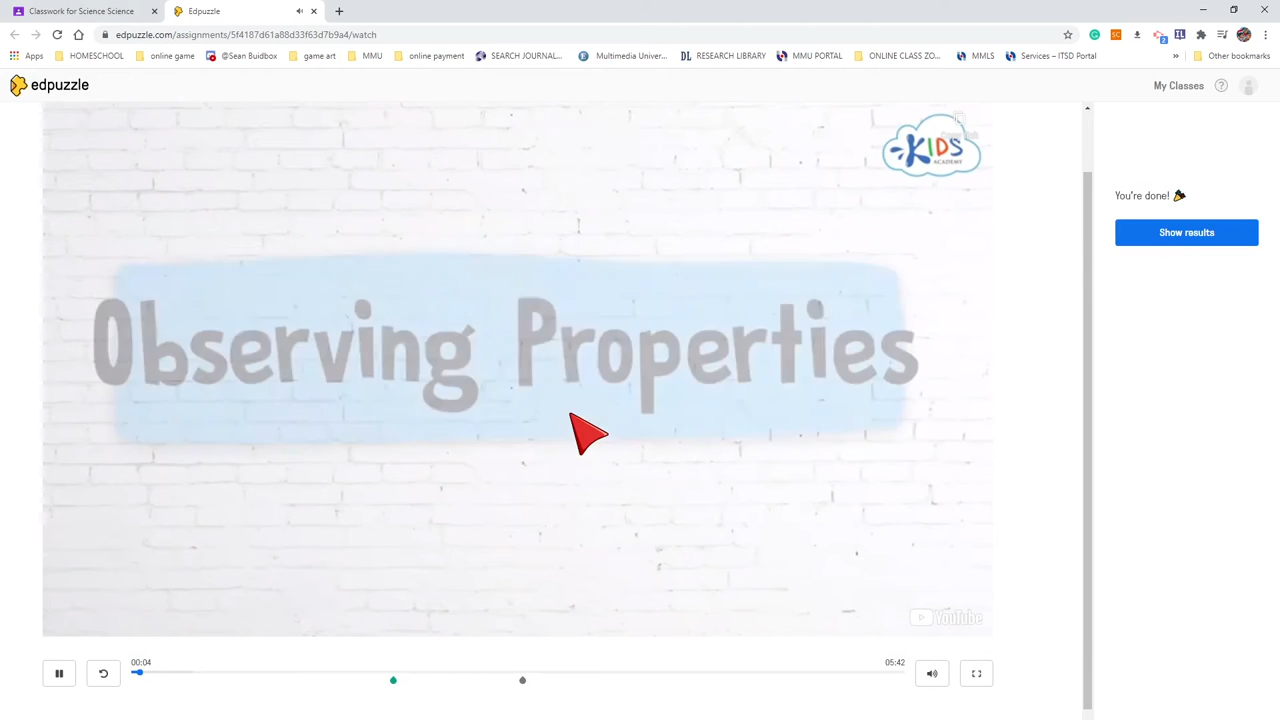 Classwork for Science Science
Edpuzzle
edpuzzle.com/assignments/5f4187d61a88d33f63d7b9a4/watch
Apps
HOMESCHOOL
online game
@Sean Buidbox
game art
MMU
online payment
SEARCH JOURNAL...
Multimedia Univer...
RESEARCH LIBRARY
MMU PORTAL
ONLINE CLASS ZO...
MMLS
Services – ITSD Portal
»
Other bookmarks
edpuzzle
My Classes
KIDS
ACADEMY
You're done!
Show results
Observing Properties
YouTube
00:04
05:42